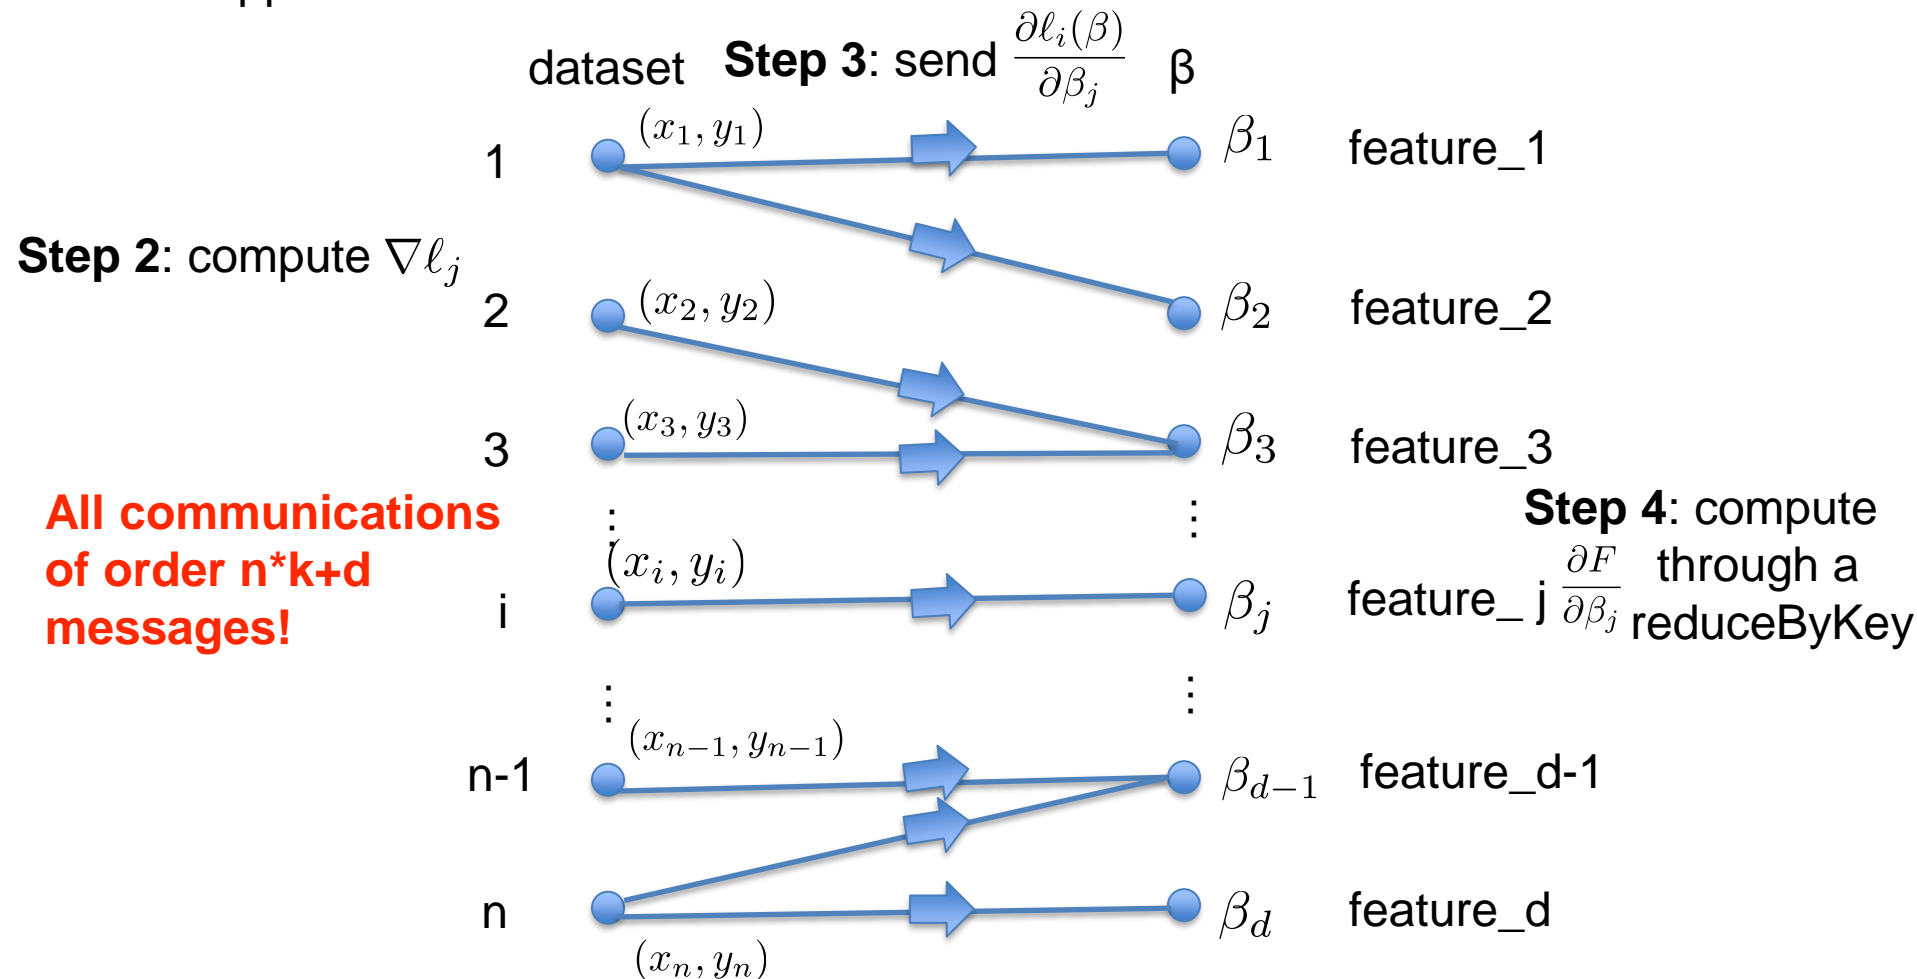 dataset Step 3: send ∂ℓ_i(β)/∂β_j β
1 (x_1, y_1) β_1 feature_1
Step 2: compute ∇ℓ_j
2 (x_2, y_2) β_2 feature_2
3 (x_3, y_3) β_3 feature_3
All communications
of order n*k+d
messages!
⋮ ⋮
i (x_i, y_i) β_j feature_ j
Step 4: compute
∂F/∂β_j through a
reduceByKey
⋮ ⋮
n-1 (x_{n−1}, y_{n−1}) β_{d−1} feature_d-1
n (x_n, y_n) β_d feature_d